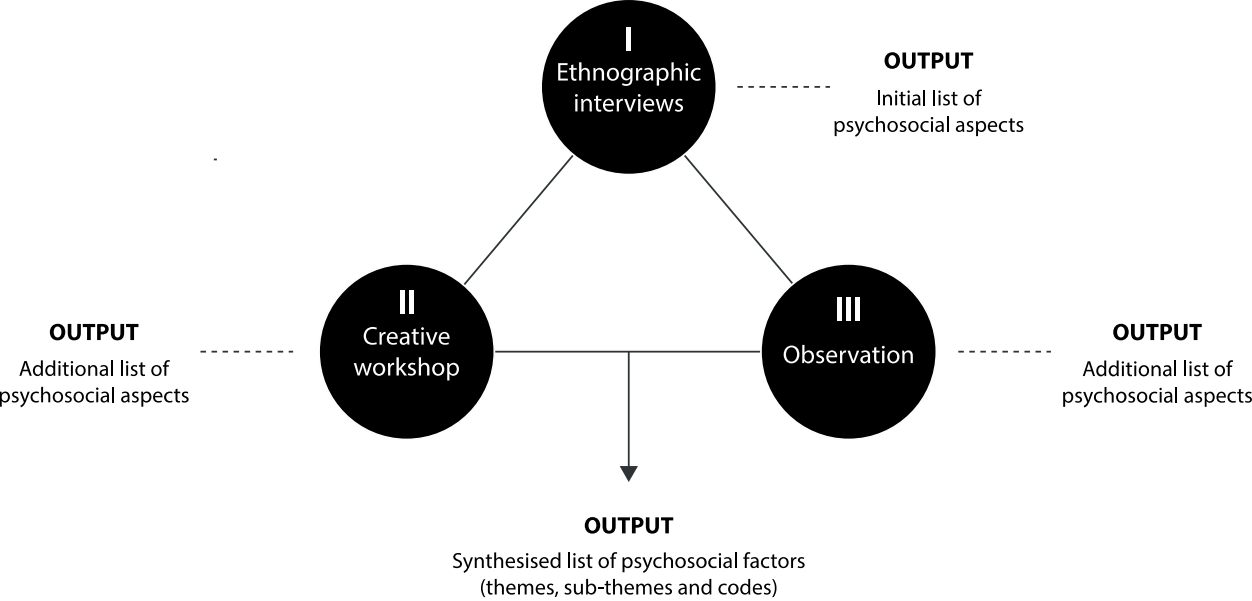 I
Ethnographic
interviews
OUTPUT
Initial list of
psychosocial aspects
II
Creative
workshop
OUTPUT
Additional list of
psychosocial aspects
III
Observation
OUTPUT
Additional list of
psychosocial aspects
OUTPUT
Synthesised list of psychosocial factors
(themes, sub-themes and codes)